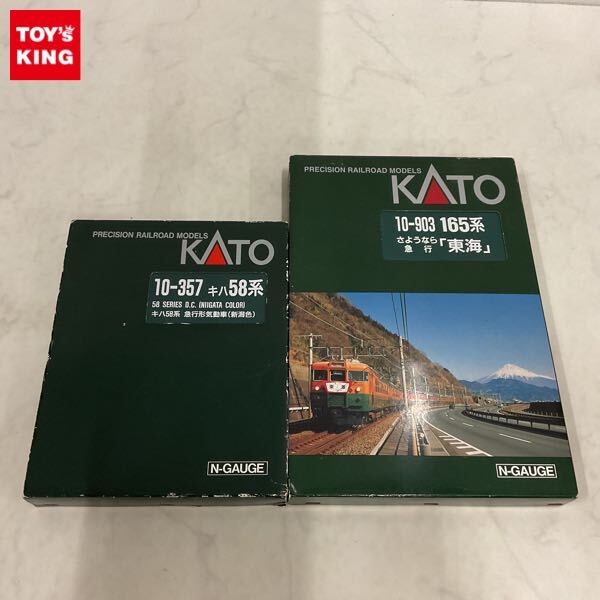 TOY'S
KING
PRECISION RAILROAD MODELS
KATO
10-357 キハ58系
58 SERIES D.C. (NIIGATA COLOR)
キハ58系 急行形気動車(新潟色)
N-GAUGE
PRECISION RAILROAD MODELS
KATO
10-903 165系
さようなら
急行「東海」
東海
N-GAUGE